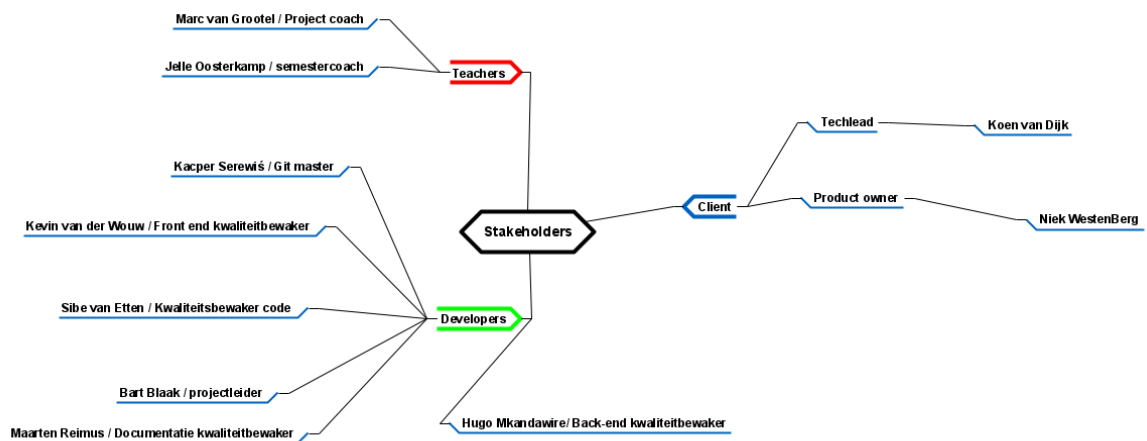 Marc van Grootel / Project coach
Jelle Oosterkamp / semestercoach
Teachers
Techlead
Koen van Dijk
Kacper Serewiś / Git master
Client
Product owner
Niek WestenBerg
Kevin van der Wouw / Front end kwaliteitbewaker
Stakeholders
Sibe van Etten / Kwaliteitsbewaker code
Developers
Bart Blaak / projectleider
Maarten Reimus / Documentatie kwaliteitbewaker
Hugo Mkandawire/ Back-end kwaliteitbewaker